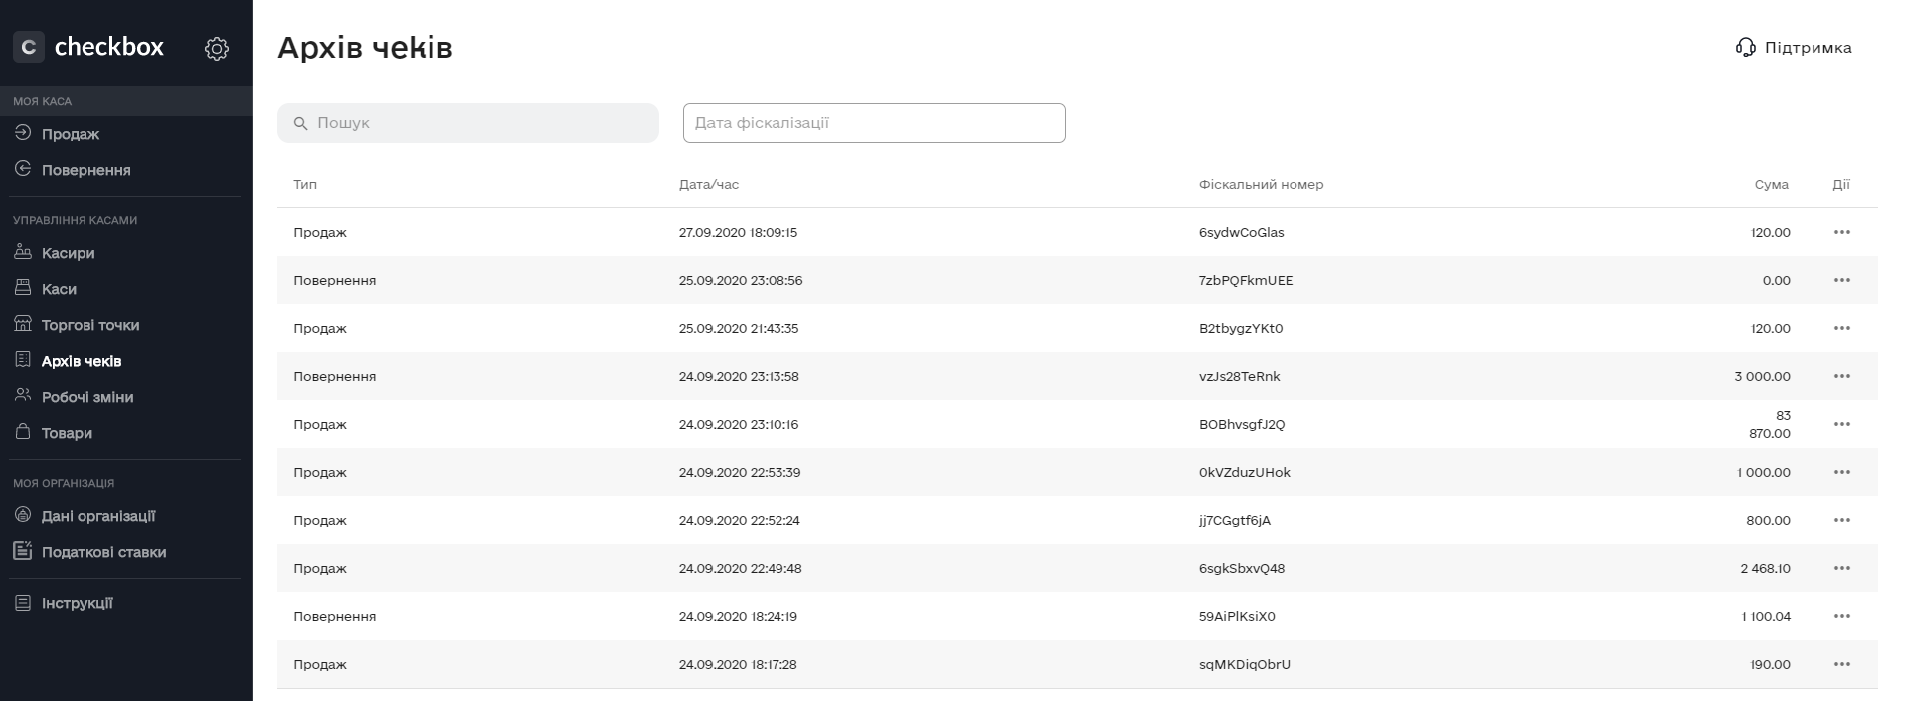 C checkbox
МОЯ КАСА
Продаж
Повернення
УПРАВЛІННЯ КАСАМИ
Касири
Каси
Торгові точки
Архів чеків
Робочі зміни
Товари
МОЯ ОРГАНІЗАЦІЯ
Дані організації
Податкові ставки
Інструкції
Архів чеків
Підтримка
Пошук
Дата фіскалізації
Тип Дата/час Фіскальний номер Сума Дії
Продаж 27.09.2020 18:09:15 6sydwCoGlas 120.00
Повернення 25.09.2020 23:08:56 7zbPQFkmUEE 0.00
Продаж 25.09.2020 21:43:35 B2tbygzYKt0 120.00
Повернення 24.09.2020 23:13:58 vzJs28TeRnk 3 000.00
Продаж 24.09.2020 23:10:16 BOBhvsgfJ2Q 83
870.00
Продаж 24.09.2020 22:53:39 0kVZduzUHok 1 000.00
Продаж 24.09.2020 22:52:24 jj7CGgtf6jA 800.00
Продаж 24.09.2020 22:49:48 6sgkSbxvQ48 2 468.10
Повернення 24.09.2020 18:24:19 59AiPlKsiX0 1 100.04
Продаж 24.09.2020 18:17:28 sqMKDiqObrU 190.00